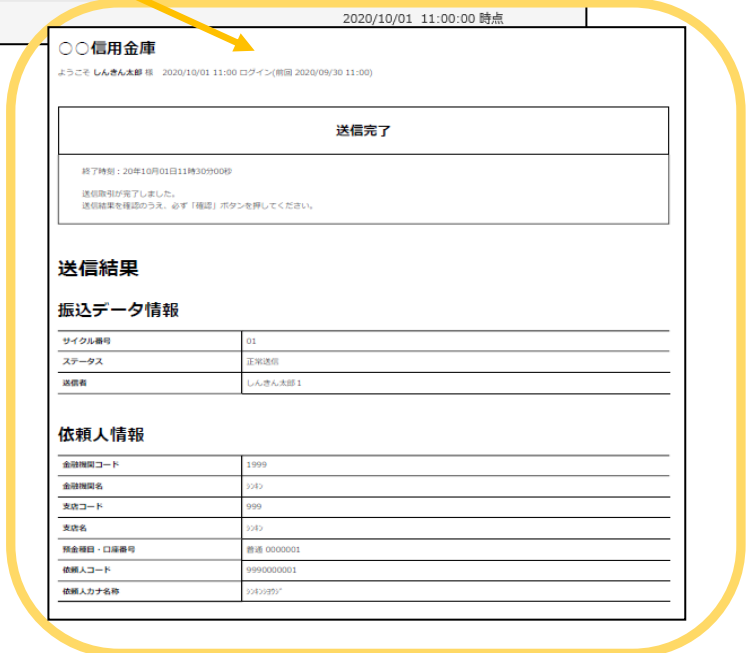 2020/10/01 11:00:00 時点
○○信用金庫
ようこそ しんきん太郎 様 2020/10/01 11:00 ログイン(前回 2020/09/30 11:00)
送信完了
終了時刻：20年10月01日11時30分00秒
送信取引が完了しました。
送信結果を確認のうえ、必ず「確認」ボタンを押してください。
送信結果
振込データ情報
サイクル番号 01
ステータス 正常送信
送信者 しんきん太郎１
依頼人情報
金融機関コード 1999
金融機関名 ｼﾝｷﾝ
支店コード 999
支店名 ｼﾝｷﾝ
預金種目・口座番号 普通 0000001
依頼人コード 9990000001
依頼人カナ名称 ｼﾝｷﾝｼﾖｳｼﾞ